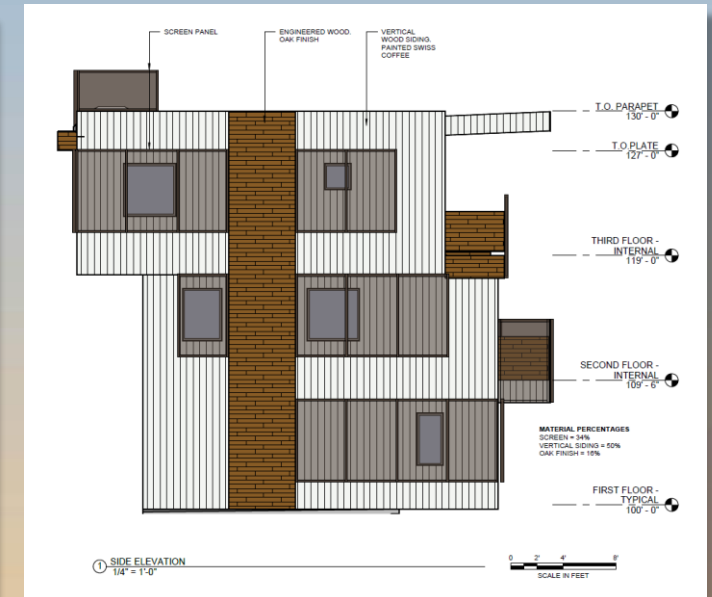 SCREEN PANEL
ENGINEERED WOOD.
OAK FINISH
VERTICAL
WOOD SIDING.
PAINTED SWISS
COFFEE
T.O. PARAPET
130' - 0"
T.O PLATE
127' - 0"
THIRD FLOOR -
INTERNAL
119' - 0"
SECOND FLOOR -
INTERNAL
109' - 6"
MATERIAL PERCENTAGES
SCREEN = 34%
VERTICAL SIDING = 50%
OAK FINISH = 16%
FIRST FLOOR -
TYPICAL
100' - 0"
1 SIDE ELEVATION
1/4" = 1'-0"
0 2' 4' 8'
SCALE IN FEET